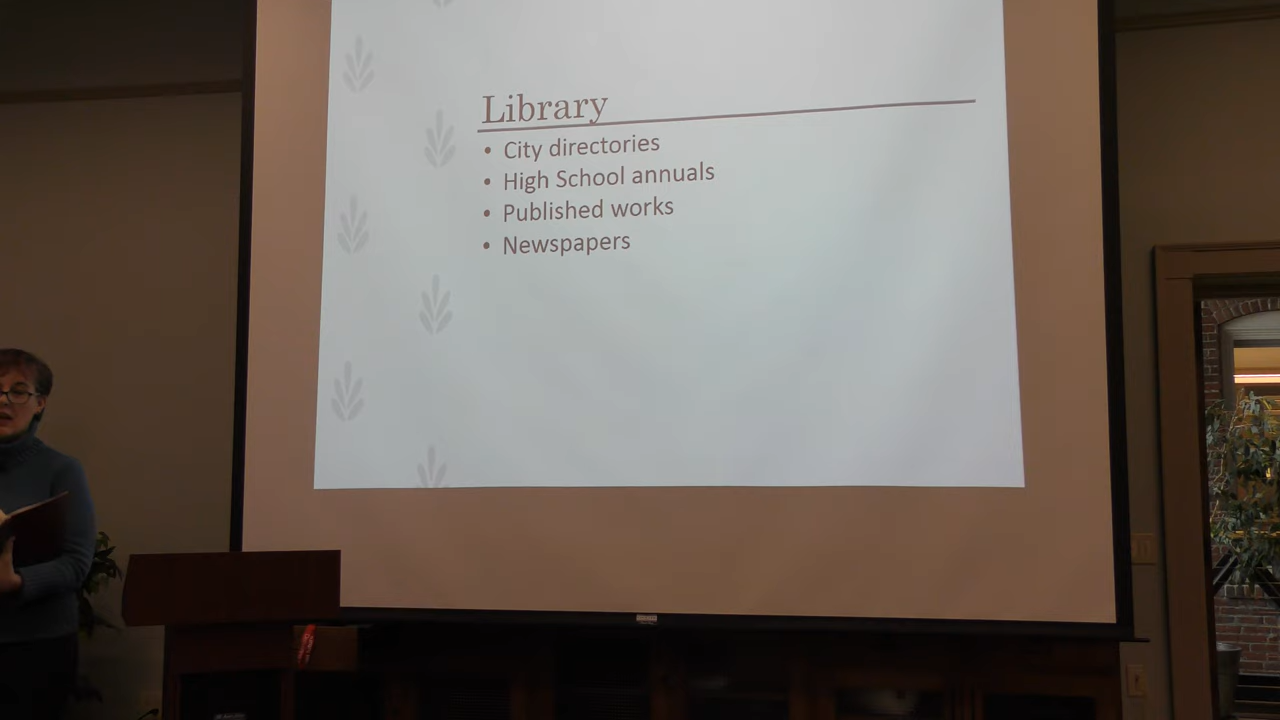 Library
• City directories
• High School annuals
• Published works
• Newspapers